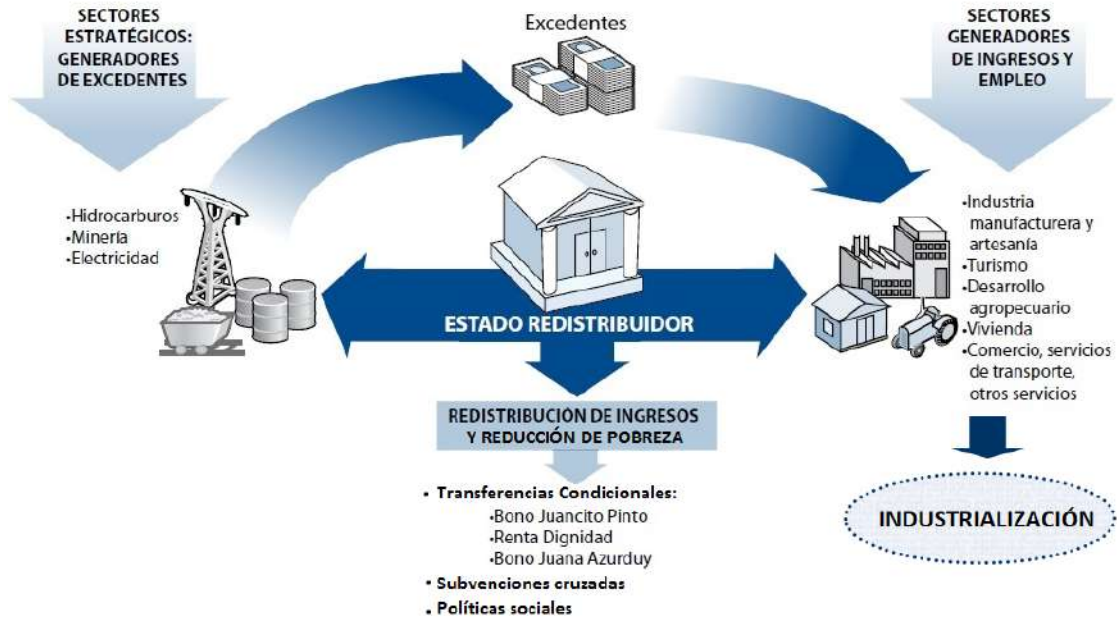 SECTORES
ESTRATÉGICOS:
GENERADORES
DE EXCEDENTES
Excedentes
SECTORES
GENERADORES
DE INGRESOS Y
EMPLEO
•Hidrocarburos
•Minería
•Electricidad
•Industria
manufacturera y
artesanía
•Turismo
•Desarrollo
agropecuario
•Vivienda
•Comercio, servicios
de transporte,
otros servicios
ESTADO REDISTRIBUIDOR
REDISTRIBUCIÓN DE INGRESOS
Y REDUCCIÓN DE POBREZA
• Transferencias Condicionales:
•Bono Juancito Pinto
•Renta Dignidad
•Bono Juana Azurduy
• Subvenciones cruzadas
• Políticas sociales
INDUSTRIALIZACIÓN